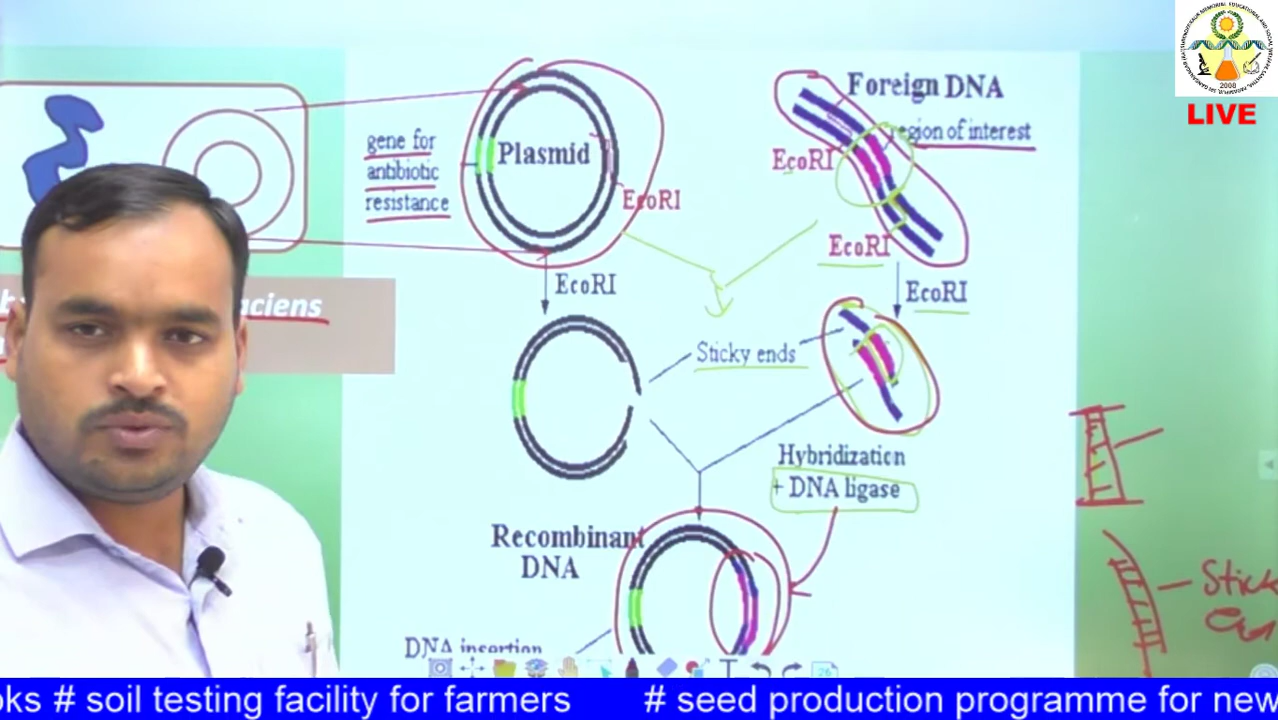 Foreign DNA
region of interest
gene for
antibiotic
resistance
Plasmid
EcoRI
EcoRI
EcoRI
EcoRI
EcoRI
aciens
Sticky ends
Hybridization
+ DNA ligase
Recombinant
DNA
DNA insertion
2008
LIVE
# soil testing facility for farmers # seed production programme for new